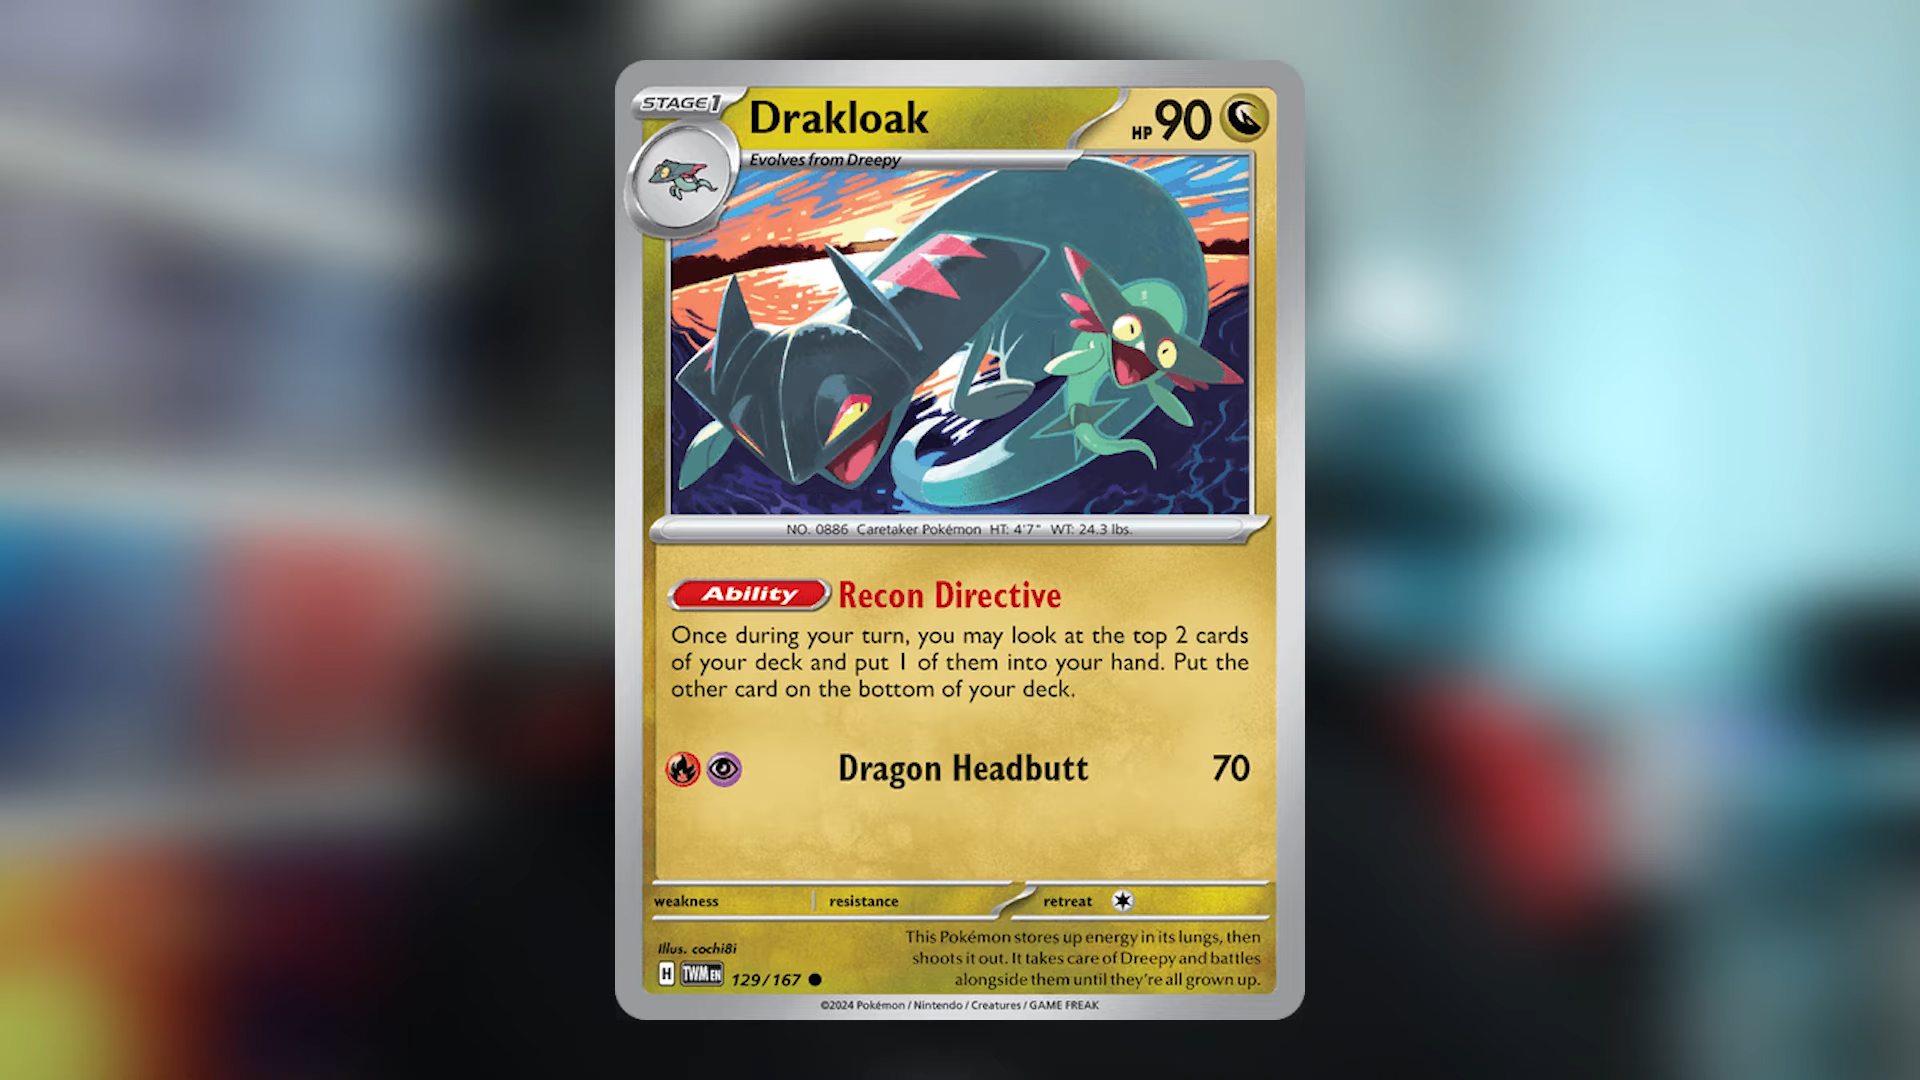 STAGE1
Drakloak
HP 90
Evolves from Dreepy
NO. 0886 Caretaker Pokémon HT: 4'7" WT: 24.3 lbs.
Ability Recon Directive
Once during your turn, you may look at the top 2 cards
of your deck and put 1 of them into your hand. Put the
other card on the bottom of your deck.
Dragon Headbutt 70
weakness resistance retreat
Illus. cochi8i
H TWM EN 129/167
This Pokémon stores up energy in its lungs, then
shoots it out. It takes care of Dreepy and battles
alongside them until they're all grown up.
©2024 Pokémon / Nintendo / Creatures / GAME FREAK